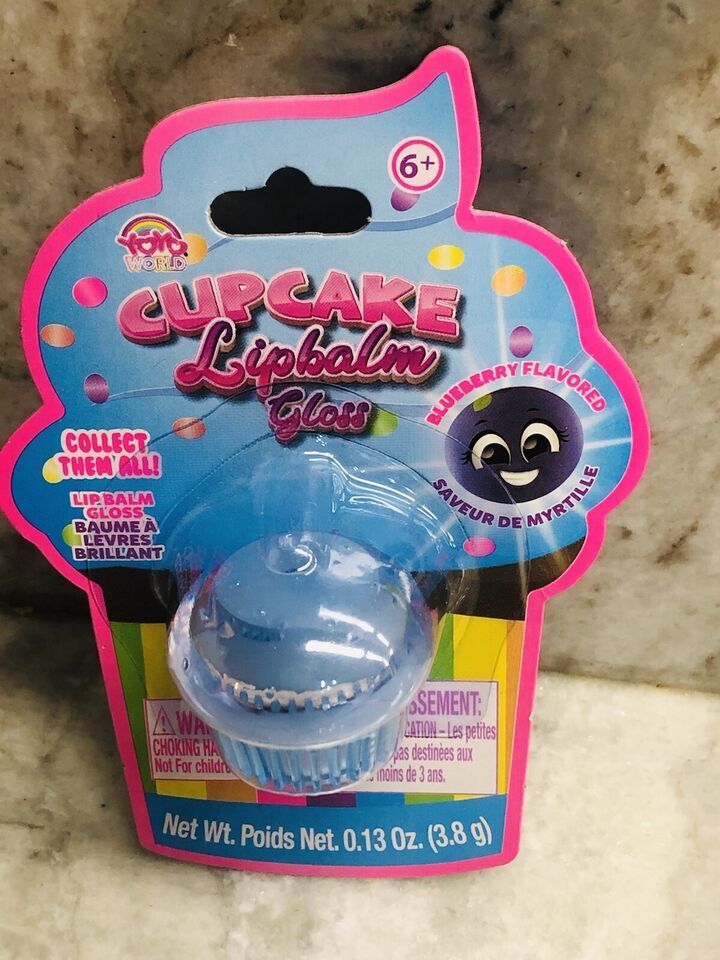 6+
YOYO
WORLD
CUPCAKE
Lipbalm
Gloss
BLUEBERRY FLAVORED
SAVEUR DE MYRTILLE
COLLECT
THEM ALL!
LIP BALM
GLOSS
BAUME À
LÈVRES
BRILLANT
WAR
CHOKING HA
Not For childre
SSEMENT:
CATION – Les petites
pas destinées aux
moins de 3 ans.
Net Wt. Poids Net. 0.13 Oz. (3.8 g)